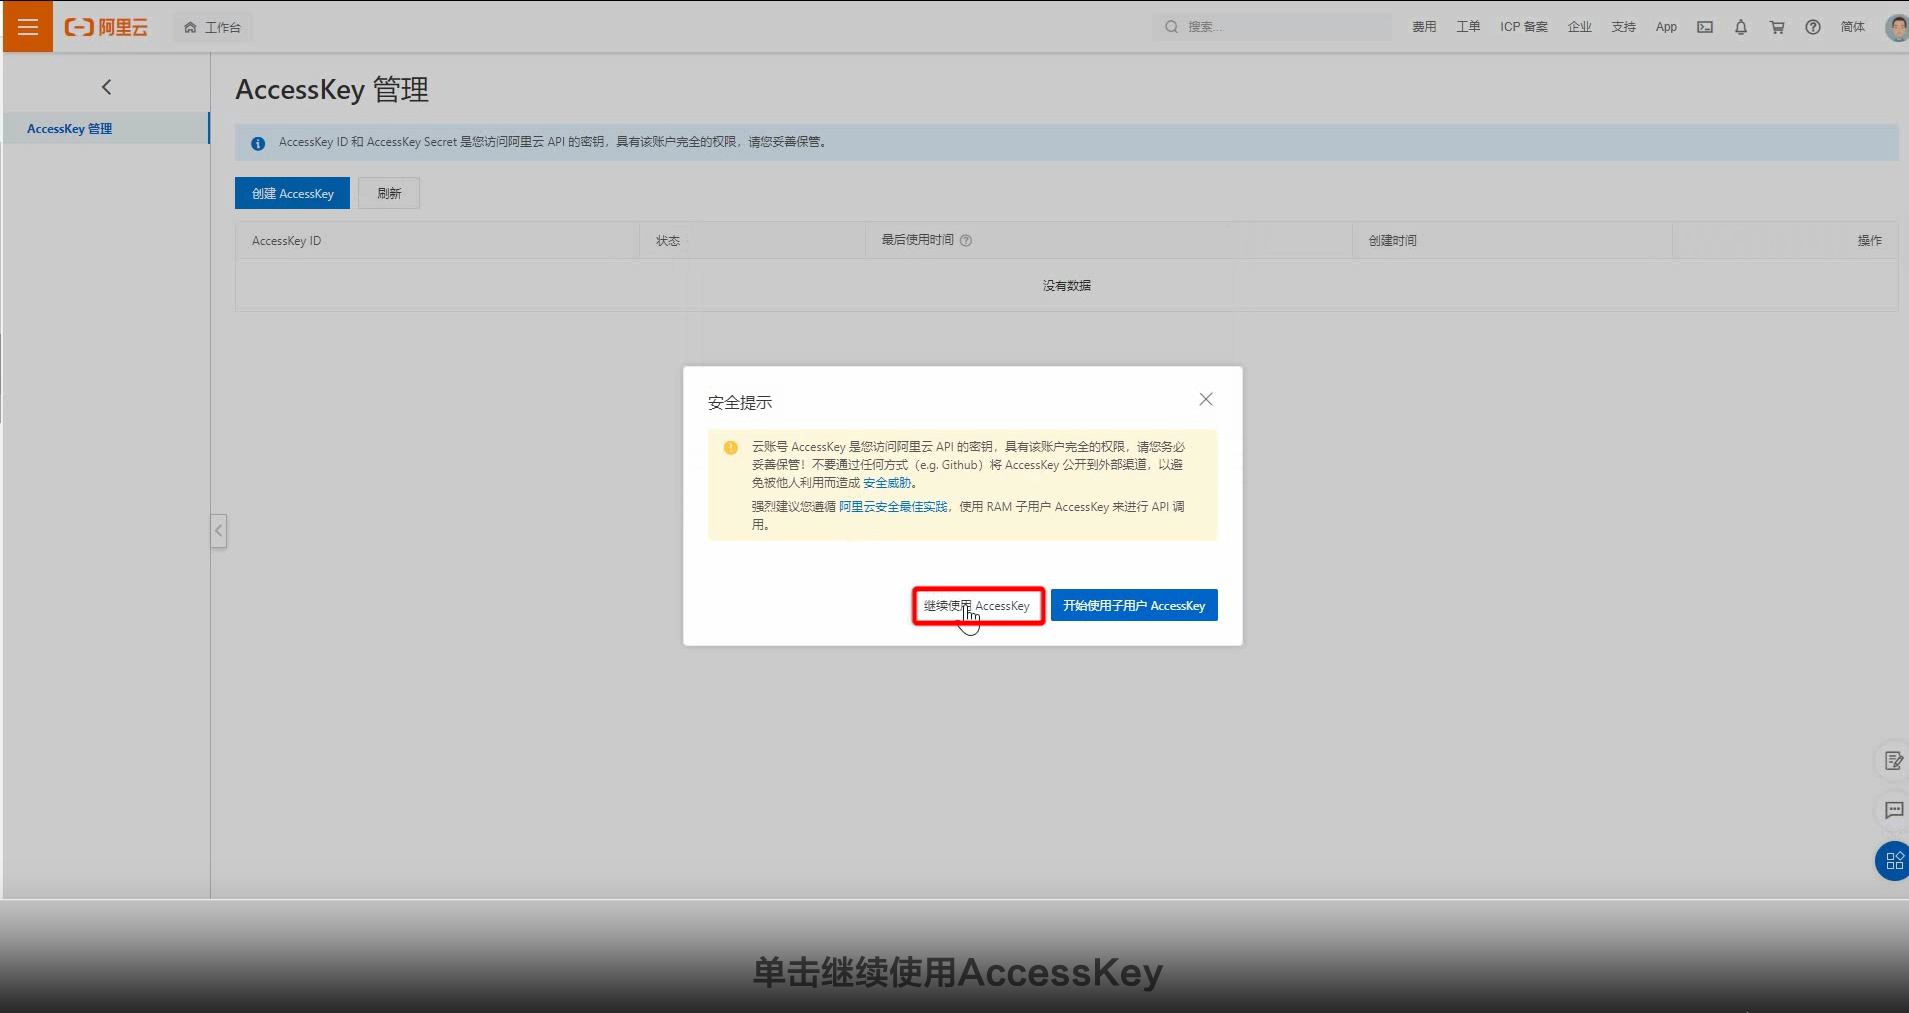 阿里云
工作台
搜索...
费用
工单
ICP 备案
企业
支持
App
简体
AccessKey 管理
AccessKey 管理
AccessKey ID 和 AccessKey Secret 是您访问阿里云 API 的密钥，具有该账户完全的权限，请您妥善保管。
创建 AccessKey
刷新
AccessKey ID
状态
最后使用时间
创建时间
操作
没有数据
安全提示
云账号 AccessKey 是您访问阿里云 API 的密钥，具有该账户完全的权限，请您务必
妥善保管！不要通过任何方式（e.g. Github）将 AccessKey 公开到外部渠道，以避
免被他人利用而造成 安全威胁。
强烈建议您遵循 阿里云安全最佳实践，使用 RAM 子用户 AccessKey 来进行 API 调
用。
继续使用 AccessKey
开始使用子用户 AccessKey
单击继续使用AccessKey